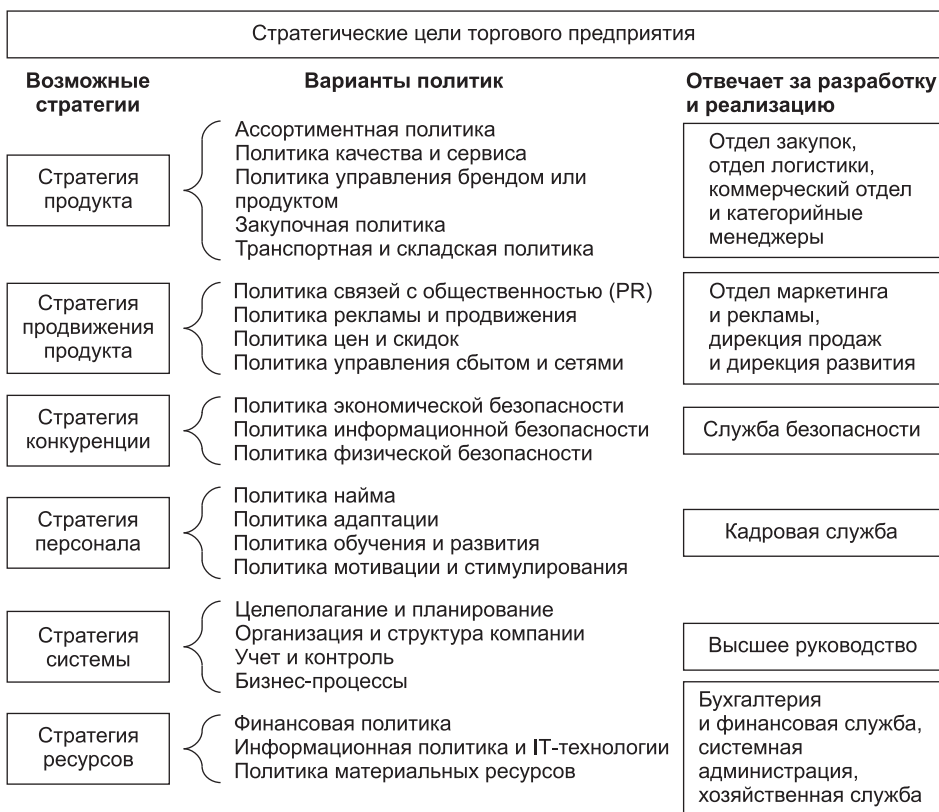 Стратегические цели торгового предприятия
Возможные
стратегии
Варианты политик
Отвечает за разработку
и реализацию
Стратегия
продукта
Ассортиментная политика
Политика качества и сервиса
Политика управления брендом или
продуктом
Закупочная политика
Транспортная и складская политика
Отдел закупок,
отдел логистики,
коммерческий отдел
и категорийные
менеджеры
Стратегия
продвижения
продукта
Политика связей с общественностью (PR)
Политика рекламы и продвижения
Политика цен и скидок
Политика управления сбытом и сетями
Отдел маркетинга
и рекламы,
дирекция продаж
и дирекция развития
Стратегия
конкуренции
Политика экономической безопасности
Политика информационной безопасности
Политика физической безопасности
Служба безопасности
Стратегия
персонала
Политика найма
Политика адаптации
Политика обучения и развития
Политика мотивации и стимулирования
Кадровая служба
Стратегия
системы
Целеполагание и планирование
Организация и структура компании
Учет и контроль
Бизнес-процессы
Высшее руководство
Стратегия
ресурсов
Финансовая политика
Информационная политика и IT-технологии
Политика материальных ресурсов
Бухгалтерия
и финансовая служба,
системная
администрация,
хозяйственная служба